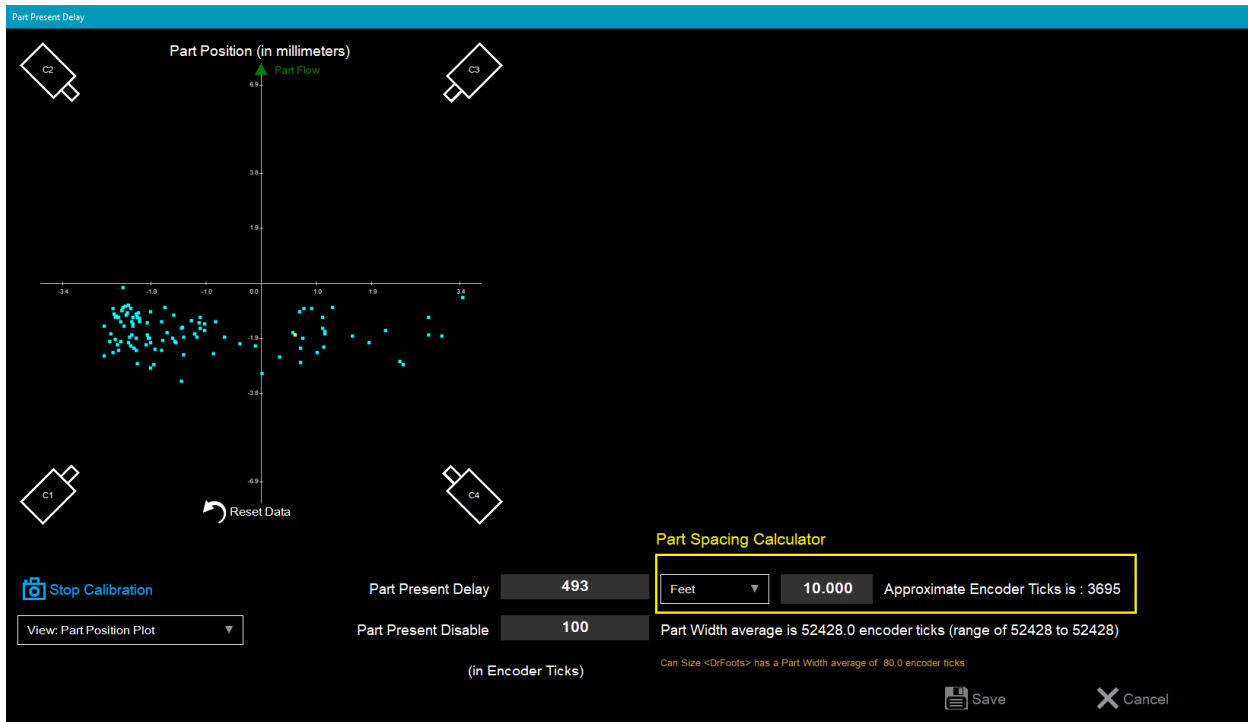 Part Present Delay
Part Position (in millimeters)
C2
C3
Part Flow
6.9
3.8
1.9
-3.4
-1.9
-1.0
0.0
1.0
1.9
3.4
-1.9
-3.8
-6.9
C1
C4
Reset Data
Part Spacing Calculator
Stop Calibration
Part Present Delay 493
Feet 10.000 Approximate Encoder Ticks is : 3695
View: Part Position Plot
Part Present Disable 100
Part Width average is 52428.0 encoder ticks (range of 52428 to 52428)
(in Encoder Ticks)
Can Size <DrFoots> has a Part Width average of 80.0 encoder ticks
Save
Cancel